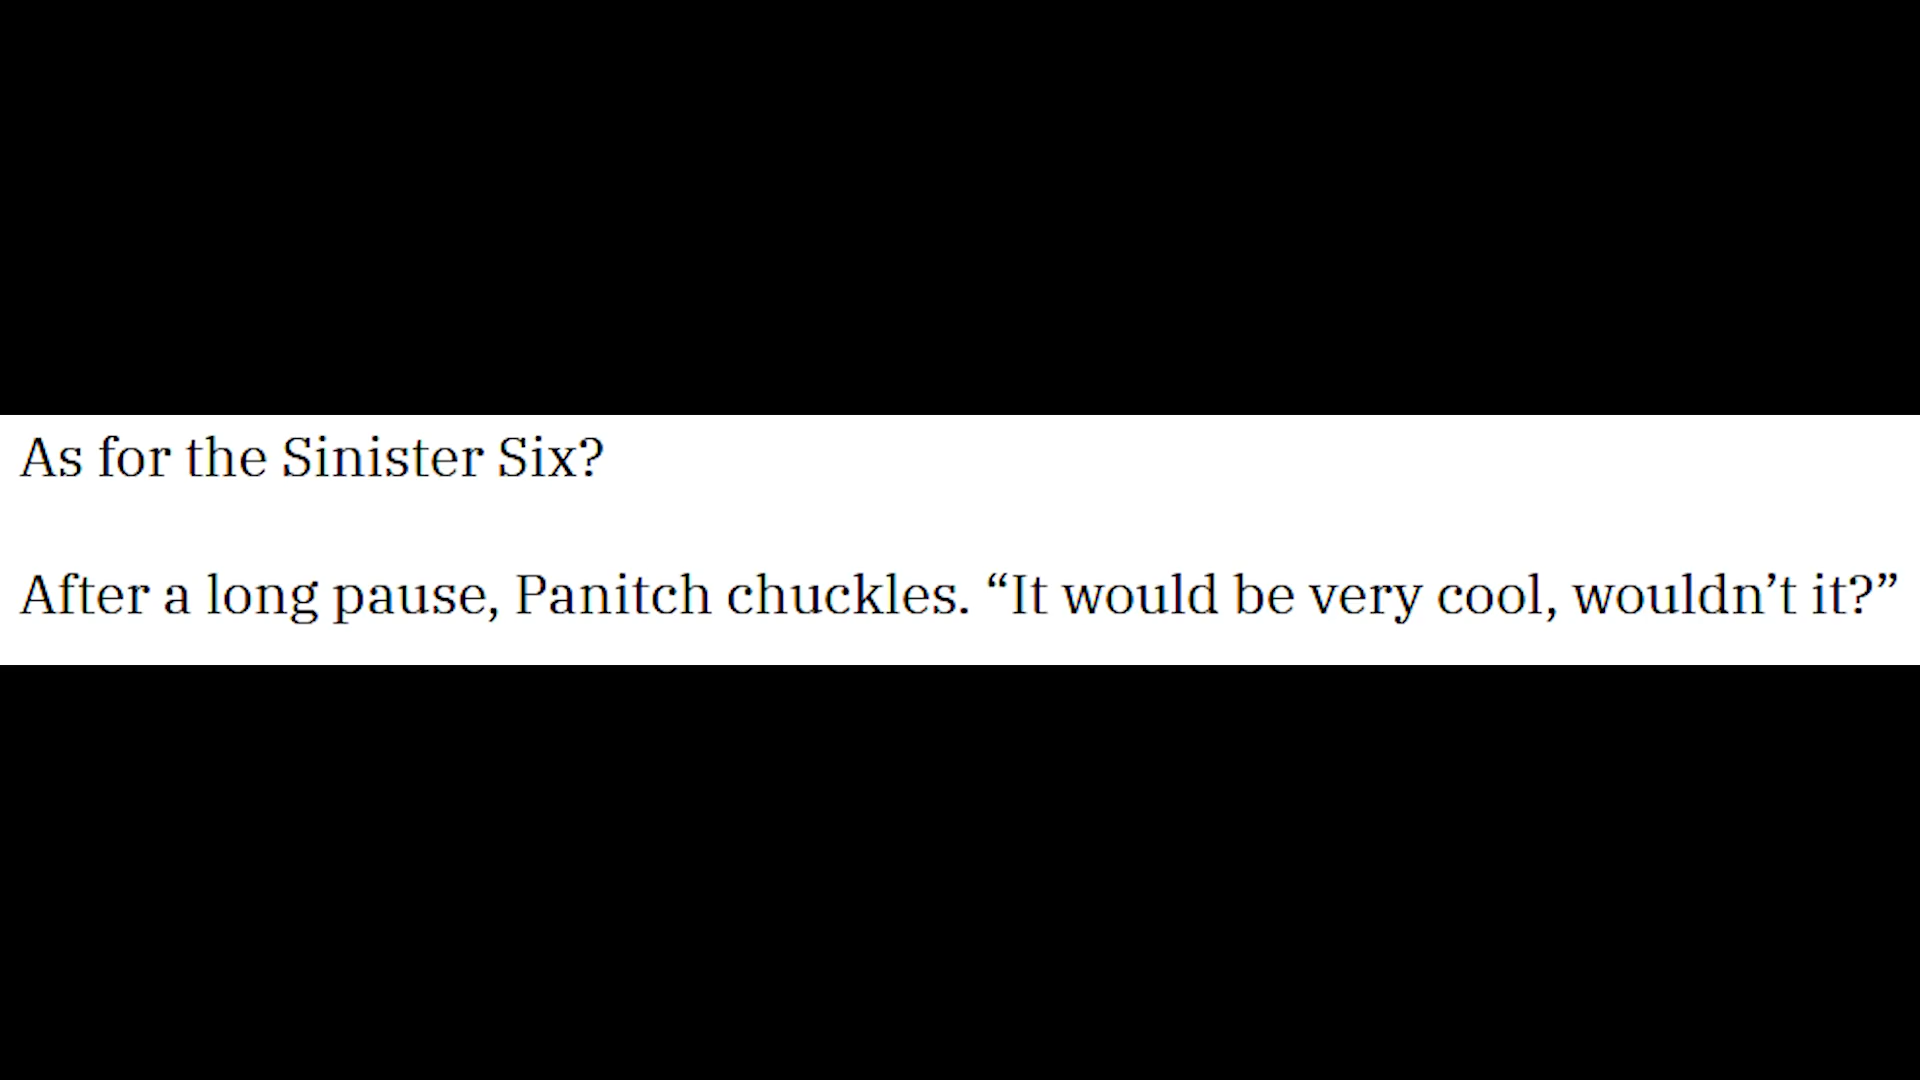 As for the Sinister Six?
After a long pause, Panitch chuckles. “It would be very cool, wouldn’t it?”